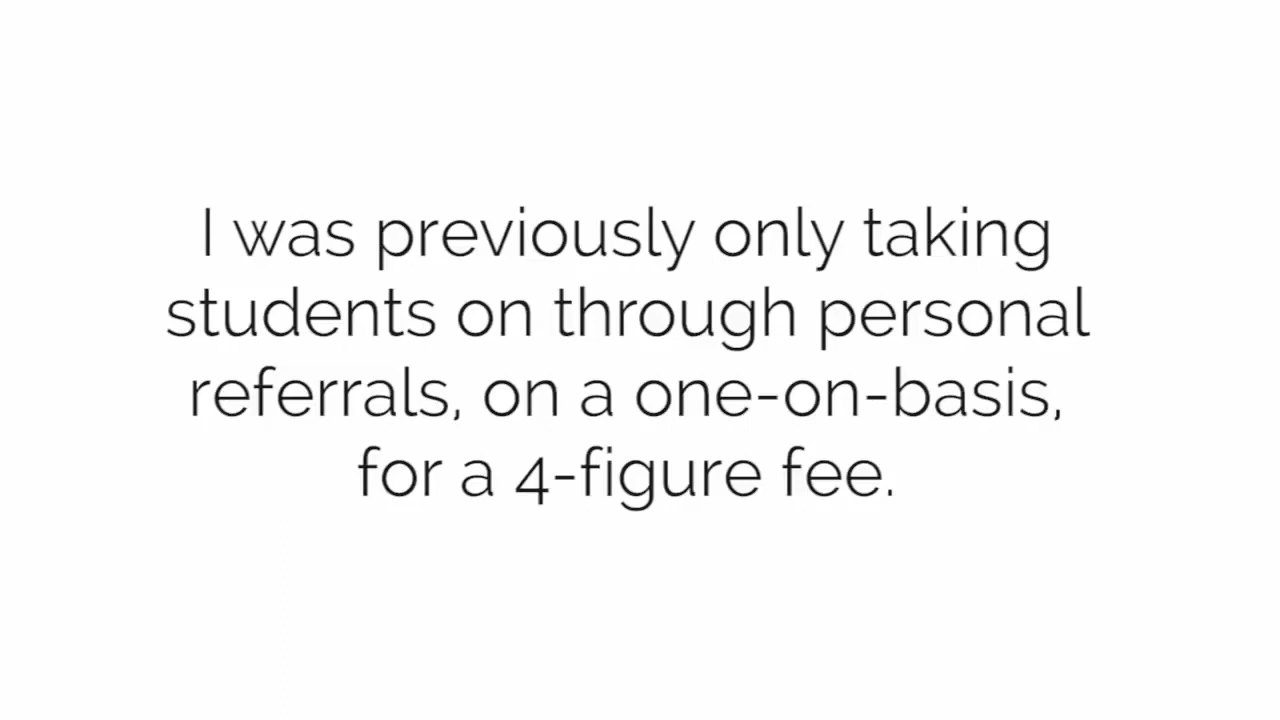 I was previously only taking
students on through personal
referrals, on a one-on-basis,
for a 4-figure fee.